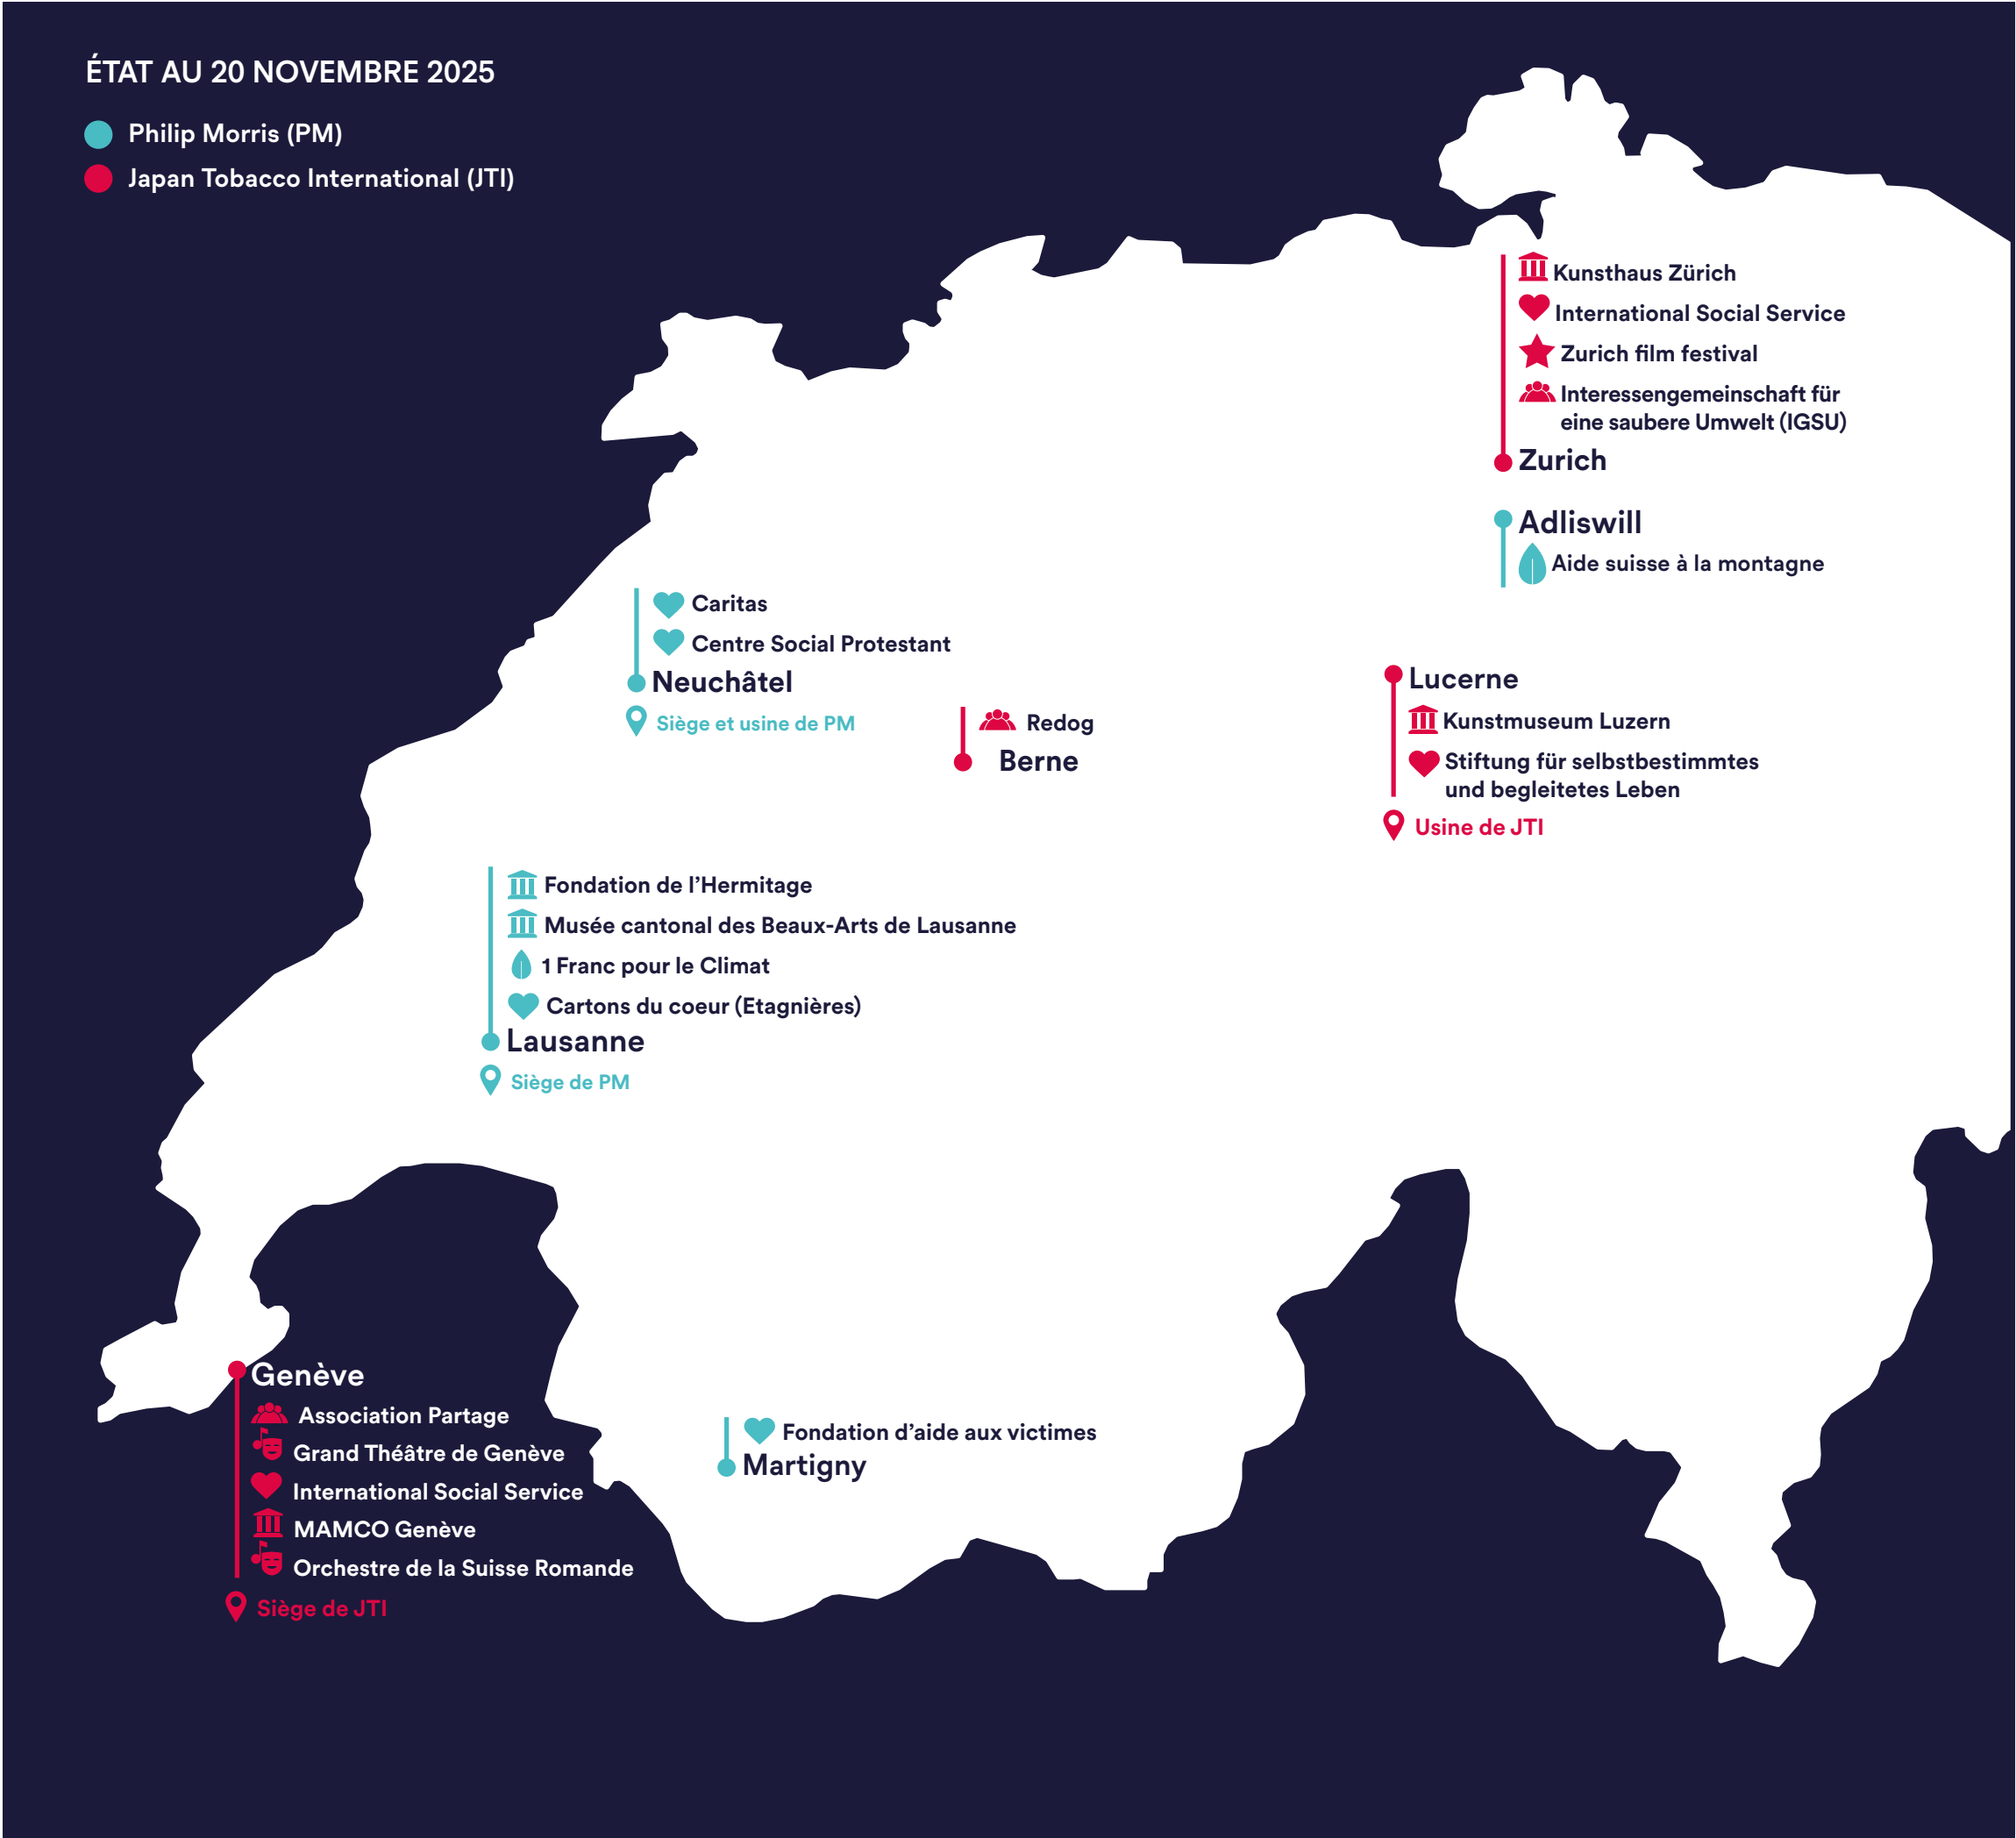 ÉTAT AU 20 NOVEMBRE 2025
Philip Morris (PM)
Japan Tobacco International (JTI)
Kunsthaus Zürich
International Social Service
Zurich film festival
Interessengemeinschaft für
eine saubere Umwelt (IGSU)
Zurich
Adliswill
Aide suisse à la montagne
Caritas
Centre Social Protestant
Neuchâtel
Siège et usine de PM
Redog
Berne
Lucerne
Kunstmuseum Luzern
Stiftung für selbstbestimmtes
und begleitetes Leben
Usine de JTI
Fondation de l’Hermitage
Musée cantonal des Beaux-Arts de Lausanne
1 Franc pour le Climat
Cartons du coeur (Etagnières)
Lausanne
Siège de PM
Genève
Association Partage
Grand Théâtre de Genève
International Social Service
MAMCO Genève
Orchestre de la Suisse Romande
Siège de JTI
Fondation d’aide aux victimes
Martigny